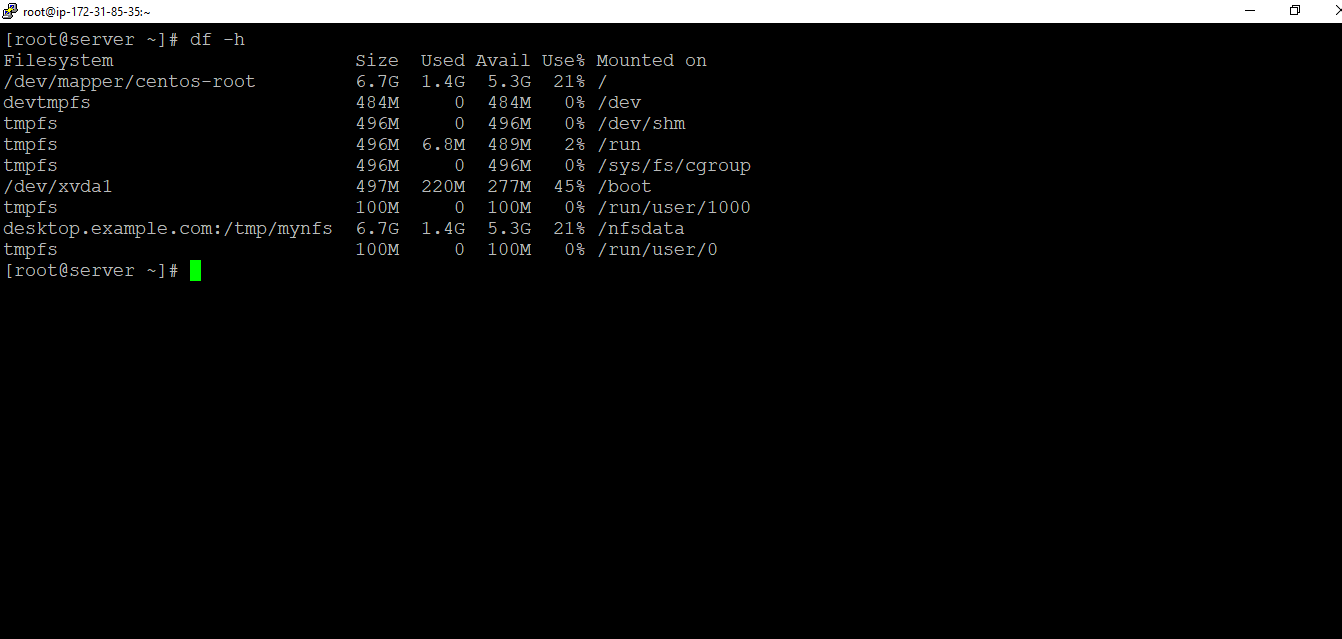 root@ip-172-31-85-35:~
[root@server ~]# df -h
Filesystem                      Size  Used Avail Use% Mounted on
/dev/mapper/centos-root         6.7G  1.4G  5.3G  21% /
devtmpfs                        484M     0  484M   0% /dev
tmpfs                           496M     0  496M   0% /dev/shm
tmpfs                           496M  6.8M  489M   2% /run
tmpfs                           496M     0  496M   0% /sys/fs/cgroup
/dev/xvda1                      497M  220M  277M  45% /boot
tmpfs                           100M     0  100M   0% /run/user/1000
desktop.example.com:/tmp/mynfs  6.7G  1.4G  5.3G  21% /nfsdata
tmpfs                           100M     0  100M   0% /run/user/0
[root@server ~]#